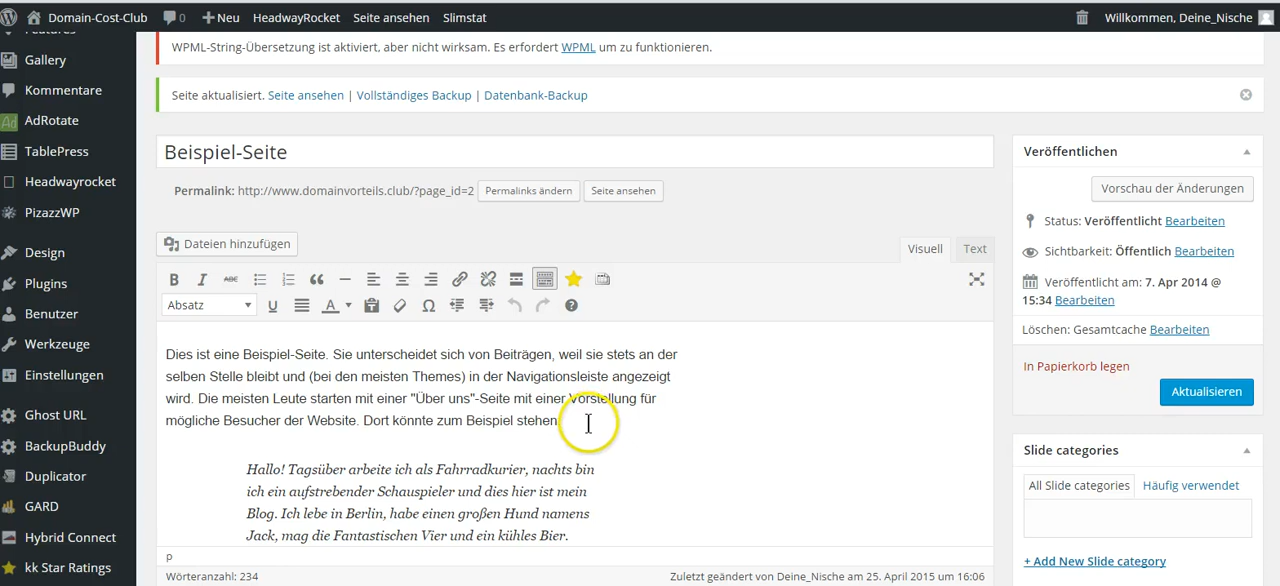 Domain-Cost-Club 0 Neu HeadwayRocket Seite ansehen Slimstat Willkommen, Deine_Nische
Features
Gallery
Kommentare
AdRotate
TablePress
Headwayrocket
PizazzWP
Design
Plugins
Benutzer
Werkzeuge
Einstellungen
Ghost URL
BackupBuddy
Duplicator
GARD
Hybrid Connect
kk Star Ratings
WPML-String-Übersetzung ist aktiviert, aber nicht wirksam. Es erfordert WPML um zu funktionieren.
Seite aktualisiert. Seite ansehen | Vollständiges Backup | Datenbank-Backup
Beispiel-Seite
Permalink: http://www.domainvorteils.club/?page_id=2 Permalinks ändern Seite ansehen
Dateien hinzufügen
Visuell Text
B I ABC
Absatz U A Ω
Dies ist eine Beispiel-Seite. Sie unterscheidet sich von Beiträgen, weil sie stets an der
selben Stelle bleibt und (bei den meisten Themes) in der Navigationsleiste angezeigt
wird. Die meisten Leute starten mit einer "Über uns"-Seite mit einer Vorstellung für
mögliche Besucher der Website. Dort könnte zum Beispiel stehen
Hallo! Tagsüber arbeite ich als Fahrradkurier, nachts bin
ich ein aufstrebender Schauspieler und dies hier ist mein
Blog. Ich lebe in Berlin, habe einen großen Hund namens
Jack, mag die Fantastischen Vier und ein kühles Bier.
p
Wörteranzahl: 234 Zuletzt geändert von Deine_Nische am 25. April 2015 um 16:06
Veröffentlichen
Vorschau der Änderungen
Status: Veröffentlicht Bearbeiten
Sichtbarkeit: Öffentlich Bearbeiten
Veröffentlicht am: 7. Apr 2014 @
15:34 Bearbeiten
Löschen: Gesamtcache Bearbeiten
In Papierkorb legen
Aktualisieren
Slide categories
All Slide categories Häufig verwendet
+ Add New Slide category